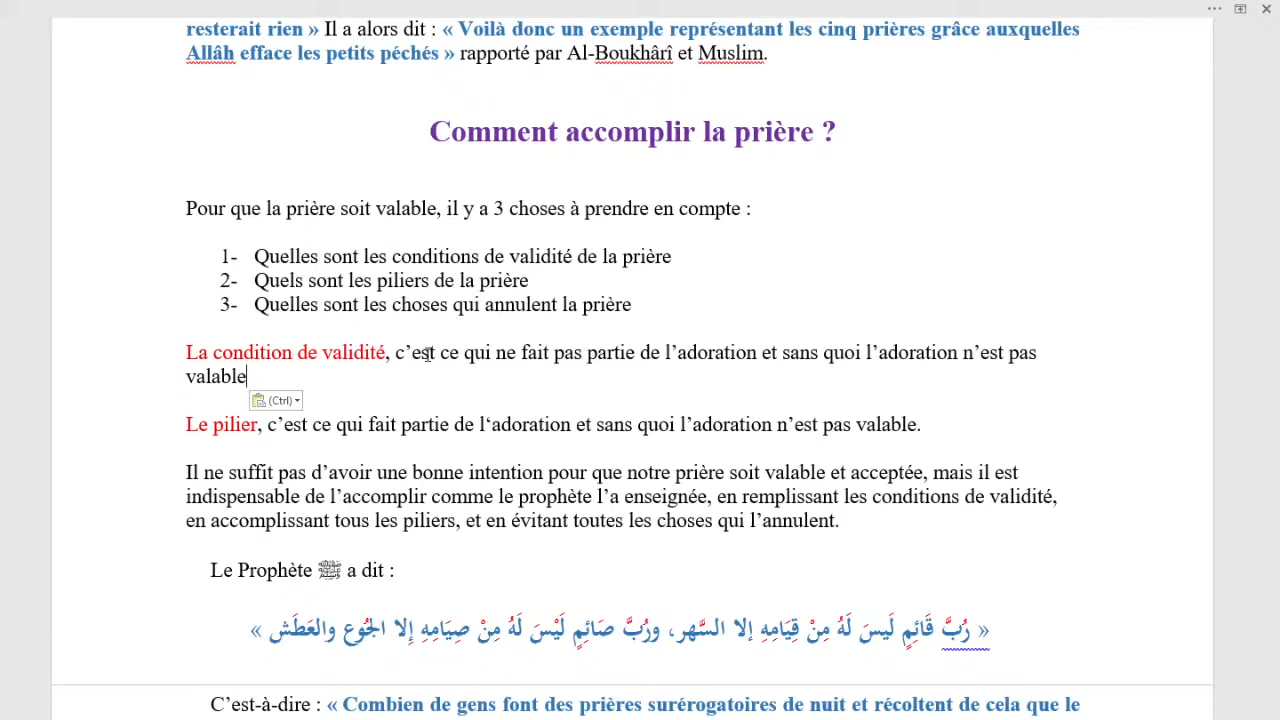 resterait rien » Il a alors dit : « Voilà donc un exemple représentant les cinq prières grâce auxquelles
Allâh efface les petits péchés » rapporté par Al-Boukhârî et Muslim.
Comment accomplir la prière ?
Pour que la prière soit valable, il y a 3 choses à prendre en compte :
1- Quelles sont les conditions de validité de la prière
2- Quels sont les piliers de la prière
3- Quelles sont les choses qui annulent la prière
La condition de validité, c’est ce qui ne fait pas partie de l’adoration et sans quoi l’adoration n’est pas
valable
(Ctrl)
Le pilier, c’est ce qui fait partie de l‘adoration et sans quoi l’adoration n’est pas valable.
Il ne suffit pas d’avoir une bonne intention pour que notre prière soit valable et acceptée, mais il est
indispensable de l’accomplir comme le prophète l’a enseignée, en remplissant les conditions de validité,
en accomplissant tous les piliers, et en évitant toutes les choses qui l’annulent.
Le Prophète ﷺ a dit :
« رُبَّ قَائِمٍ لَيسَ لَهُ مِنْ قِيَامِهِ إلا السَّهر، ورُبَّ صَائِمٍ لَيْسَ لَهُ مِنْ صِيَامِهِ إِلا الجُوع والعَطَش »
C’est-à-dire : « Combien de gens font des prières surérogatoires de nuit et récoltent de cela que le